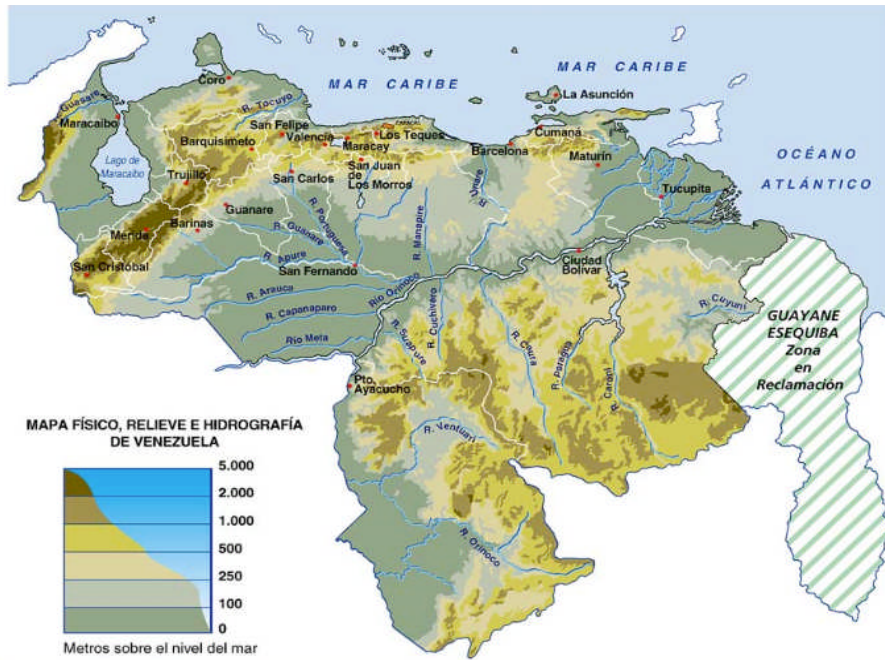 MAR CARIBE
MAR CARIBE
OCÉANO
ATLÁNTICO
Coro
La Asunción
Guasare
Maracaibo
R. Tocuyo
San Felipe
Valencia
CARACAS
Los Teques
Cumaná
Barquisimeto
Maracay
Barcelona
Maturín
Lago de
Maracaibo
Trujillo
San Carlos
San Juan
de
Los Morros
R. Unare
Tucupita
Guanare
Barinas
R. Guanare
R. Portuguesa
R. Manapire
Mérida
R. Apure
San Fernando
Ciudad
Bolívar
San Cristóbal
R. Arauca
Río Orinoco
R. Cuyuni
R. Capanaparo
R. Cuchivero
Río Meta
R. Suapure
R. Caura
R. Paragua
R. Caroní
GUAYANE
ESEQUIBA
Zona
en
Reclamación
Pto.
Ayacucho
R. Ventuari
R. Orinoco
MAPA FÍSICO, RELIEVE E HIDROGRAFÍA
DE VENEZUELA
5.000
2.000
1.000
500
250
100
0
Metros sobre el nivel del mar